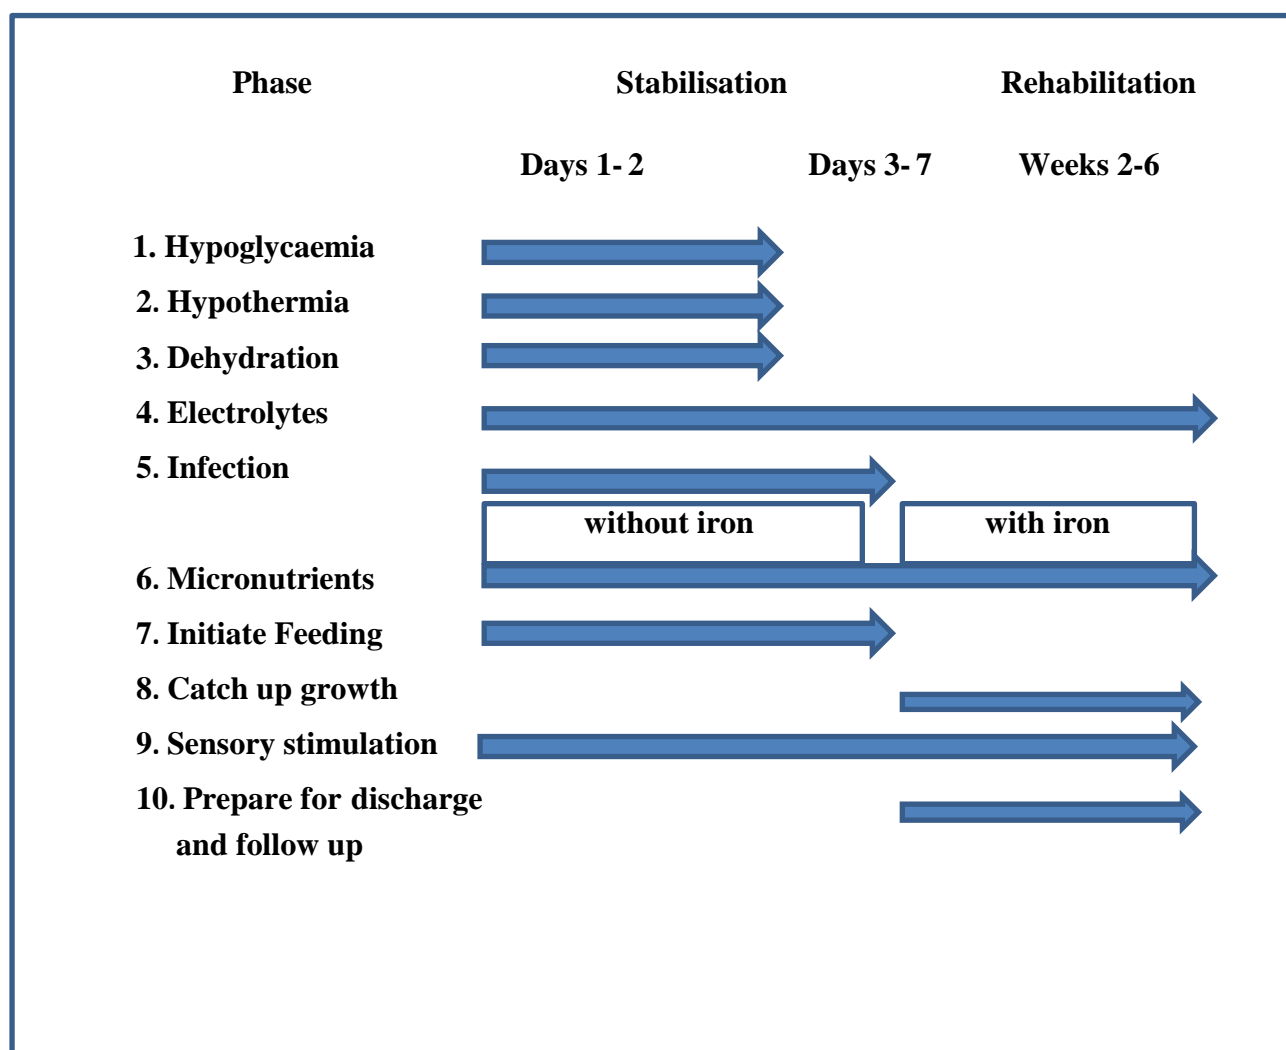 Phase Stabilisation Rehabilitation
Days 1- 2 Days 3- 7 Weeks 2-6
1. Hypoglycaemia
2. Hypothermia
3. Dehydration
4. Electrolytes
5. Infection
without iron with iron
6. Micronutrients
7. Initiate Feeding
8. Catch up growth
9. Sensory stimulation
10. Prepare for discharge
and follow up